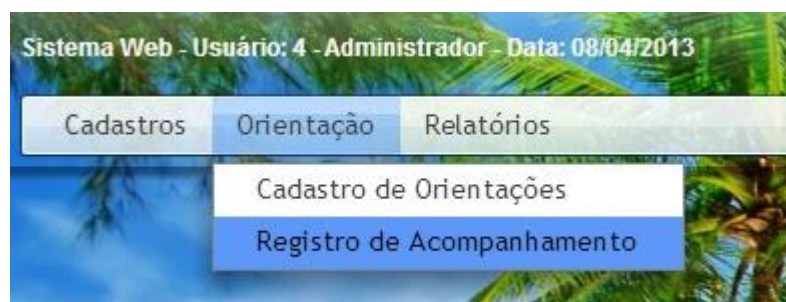 Sistema Web - Usuário: 4 - Administrador - Data: 08/04/2013
Cadastros Orientação Relatórios
Cadastro de Orientações
Registro de Acompanhamento